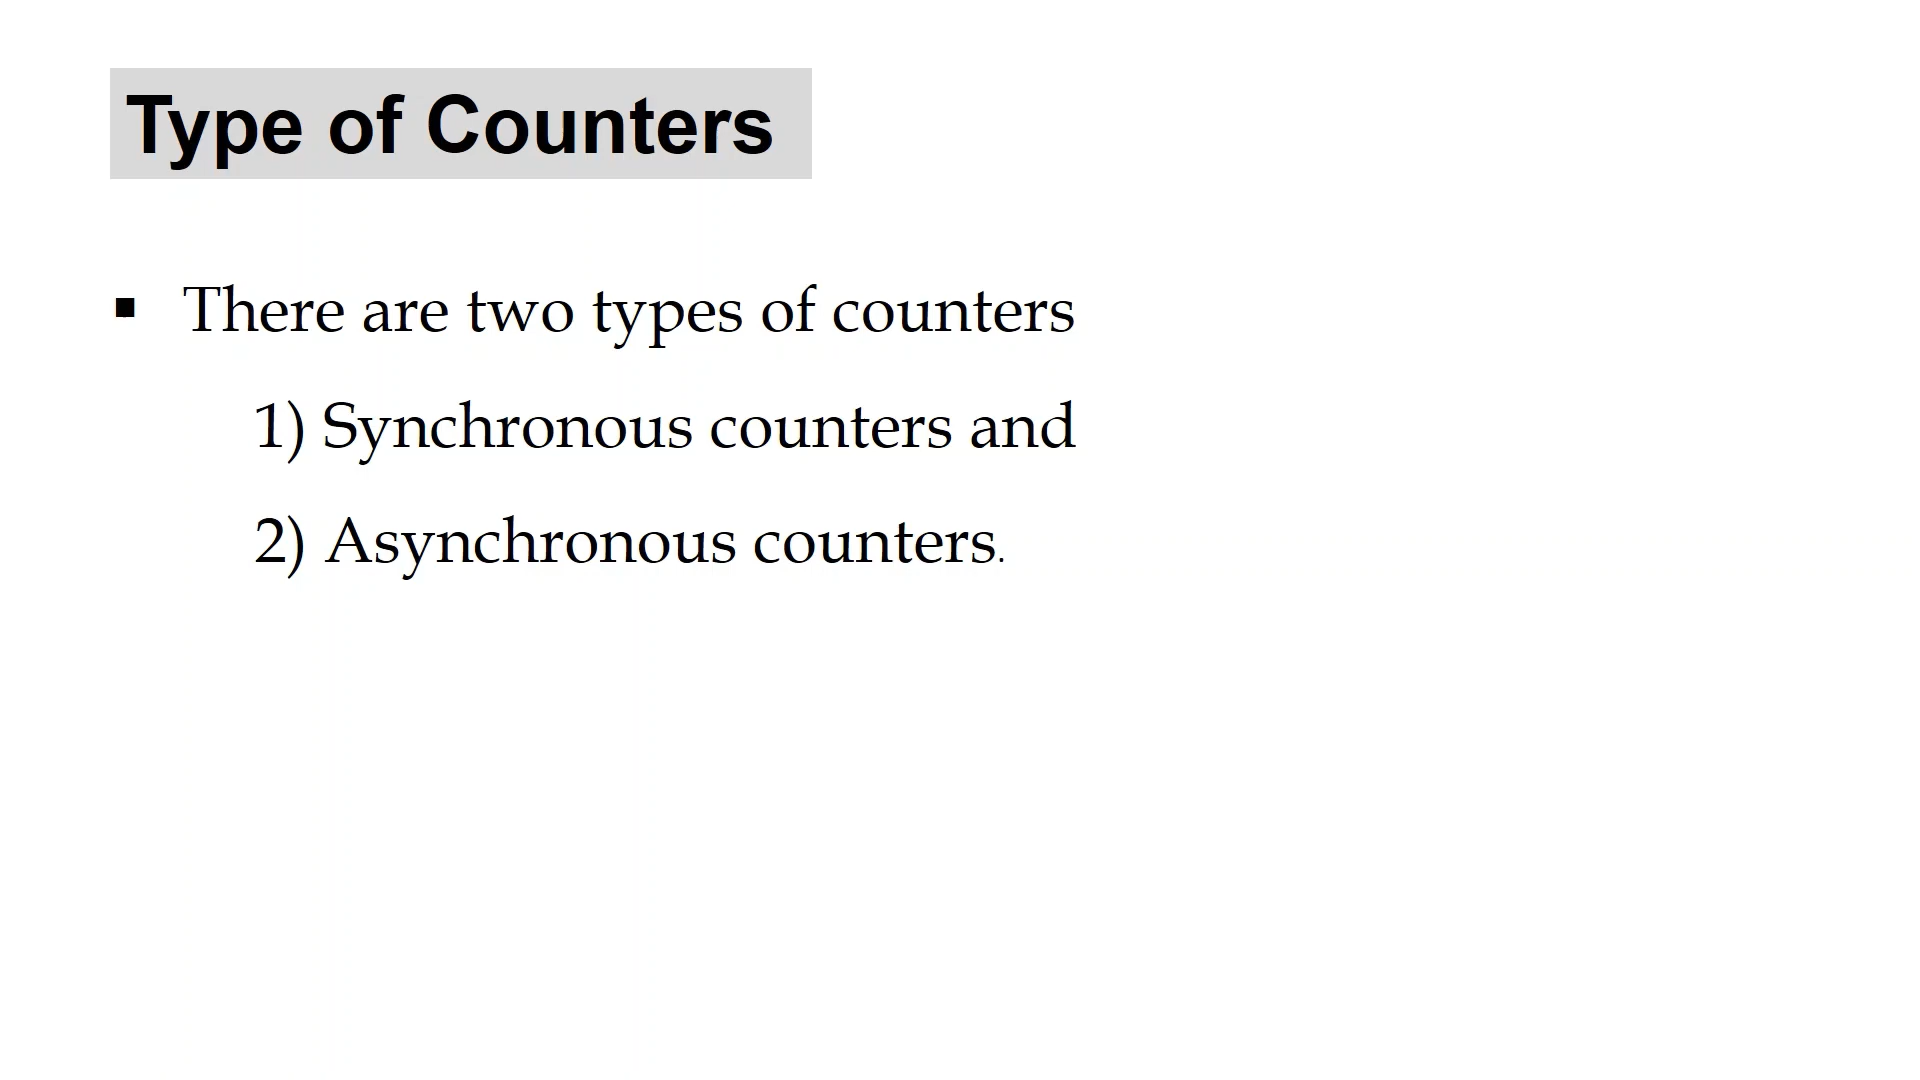 Type of Counters
▪ There are two types of counters
1) Synchronous counters and
2) Asynchronous counters.